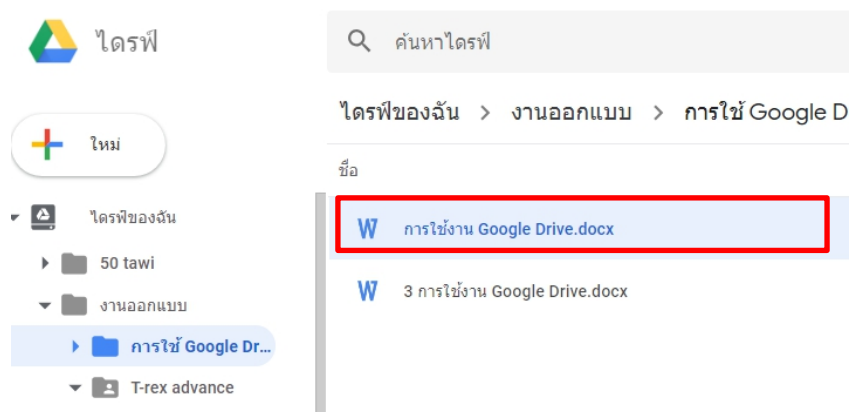 ไดรฟ์
ค้นหาไดรฟ์
ใหม่
ไดรฟ์ของฉัน > งานออกแบบ > การใช้ Google D
ชื่อ
ไดรฟ์ของฉัน
50 tawi
งานออกแบบ
การใช้ Google Dr...
T-rex advance
การใช้งาน Google Drive.docx
3 การใช้งาน Google Drive.docx